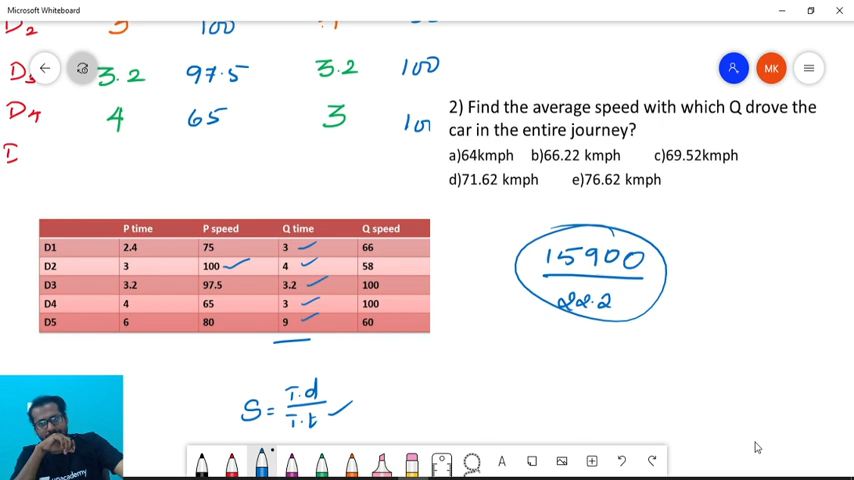 Microsoft Whiteboard
D2 3 100
D3 3.2 97.5 3.2 100
MK
D4 4 65 3 10
2) Find the average speed with which Q drove the
car in the entire journey?
a)64kmph b)66.22 kmph c)69.52kmph
d)71.62 kmph e)76.62 kmph
P time P speed Q time Q speed
D1 2.4 75 3 66
D2 3 100 4 58
D3 3.2 97.5 3.2 100
D4 4 65 3 100
D5 6 80 9 60
15900
22.2
S = T.d
T.t
A